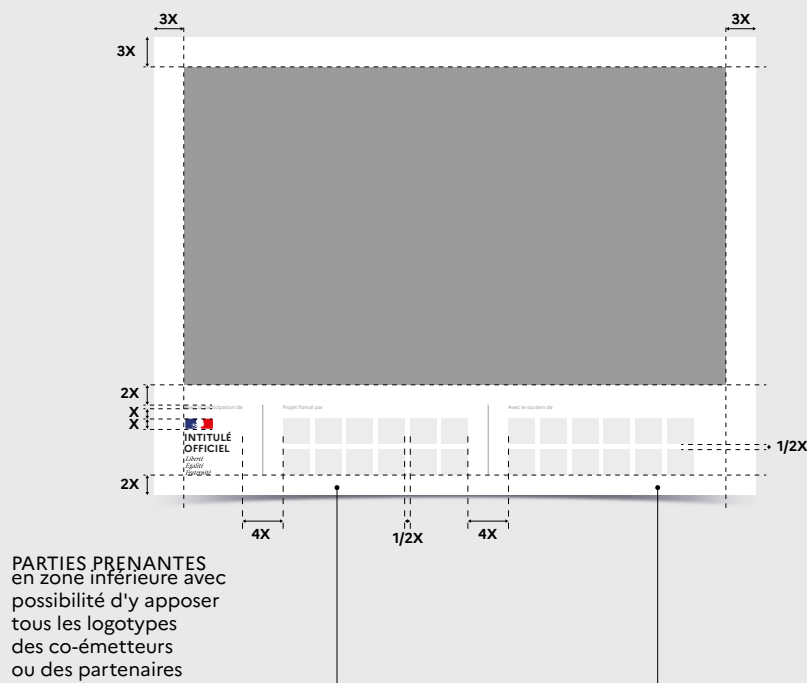 3X
3X
3X
2X
participation de
Projet financé par
Avec le soutien de
X
X
INTITULÉ
OFFICIEL
Liberté
Égalité
Fraternité
1/2X
2X
4X
1/2X
4X
PARTIES PRENANTES
en zone inférieure avec
possibilité d'y apposer
tous les logotypes
des co-émetteurs
ou des partenaires